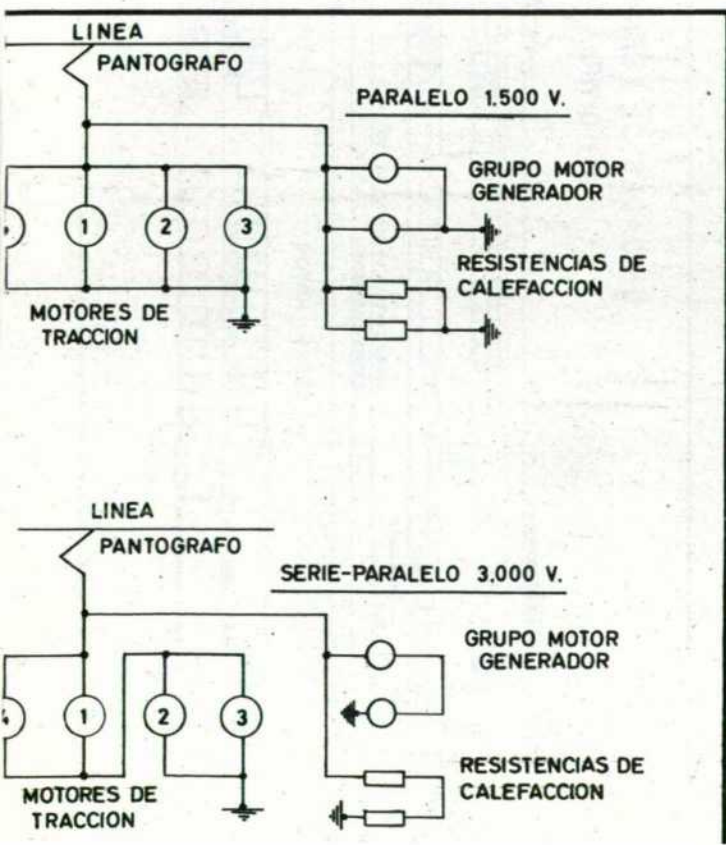 LINEA
PANTOGRAFO
PARALELO 1.500 V.
GRUPO MOTOR
GENERADOR
1
2
3
RESISTENCIAS DE
CALEFACCION
MOTORES DE
TRACCION
LINEA
PANTOGRAFO
SERIE-PARALELO 3.000 V.
GRUPO MOTOR
GENERADOR
4
1
2
3
RESISTENCIAS DE
CALEFACCION
MOTORES DE
TRACCION